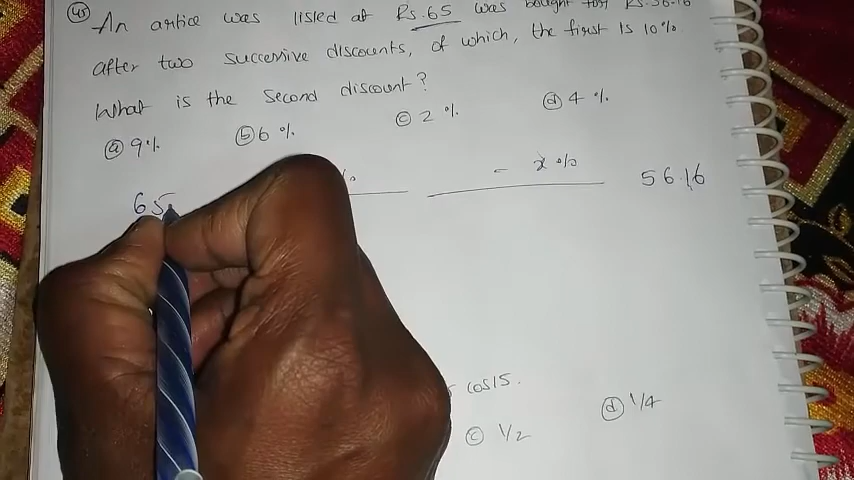 45 An artice was listed at Rs.65 was bought for Rs.56.16
after two successive discounts, of which, the first is 10%
What is the second discount?
a 9% b 6% c 2% d 4%
65 % - x% 56.16
cos15.
c 1/2 d 1/4